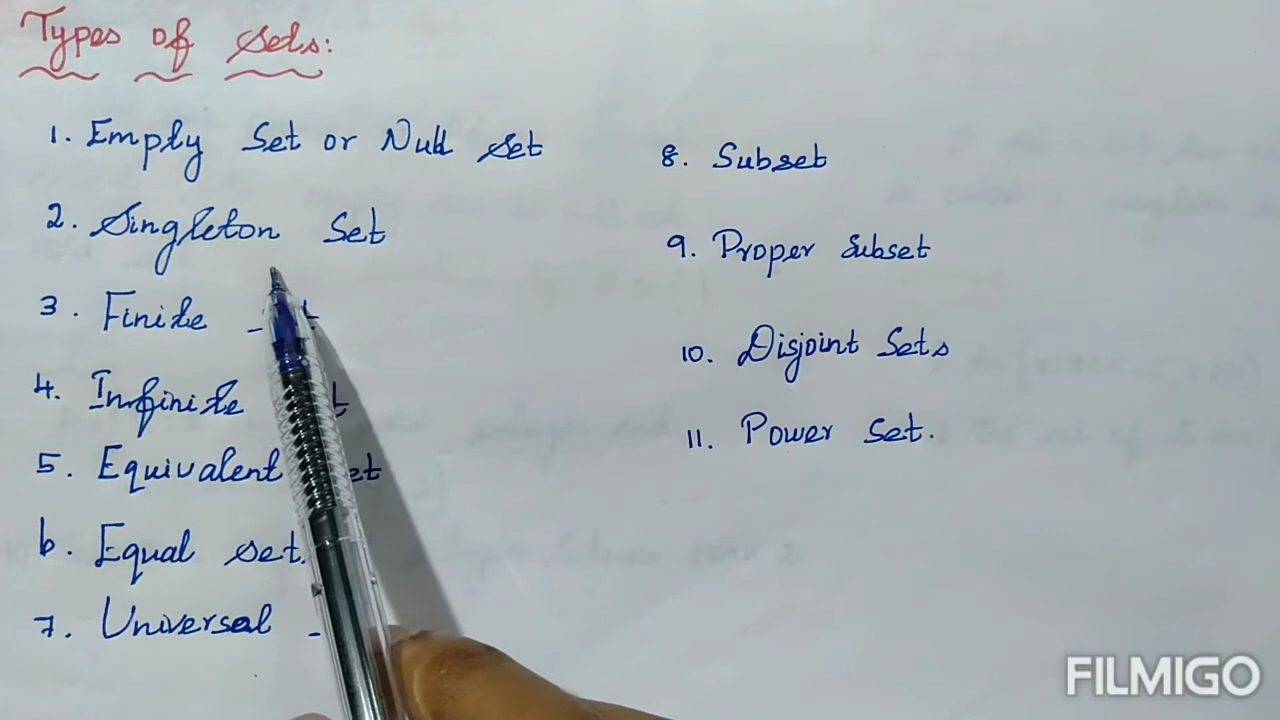 Types of Sets:
1. Empty Set or Null Set
2. Singleton Set
3. Finite
4. Infinite
5. Equivalent
6. Equal set.
7. Universal
8. Subset
9. Proper Subset
10. Disjoint Sets
11. Power Set.
FILMIGO